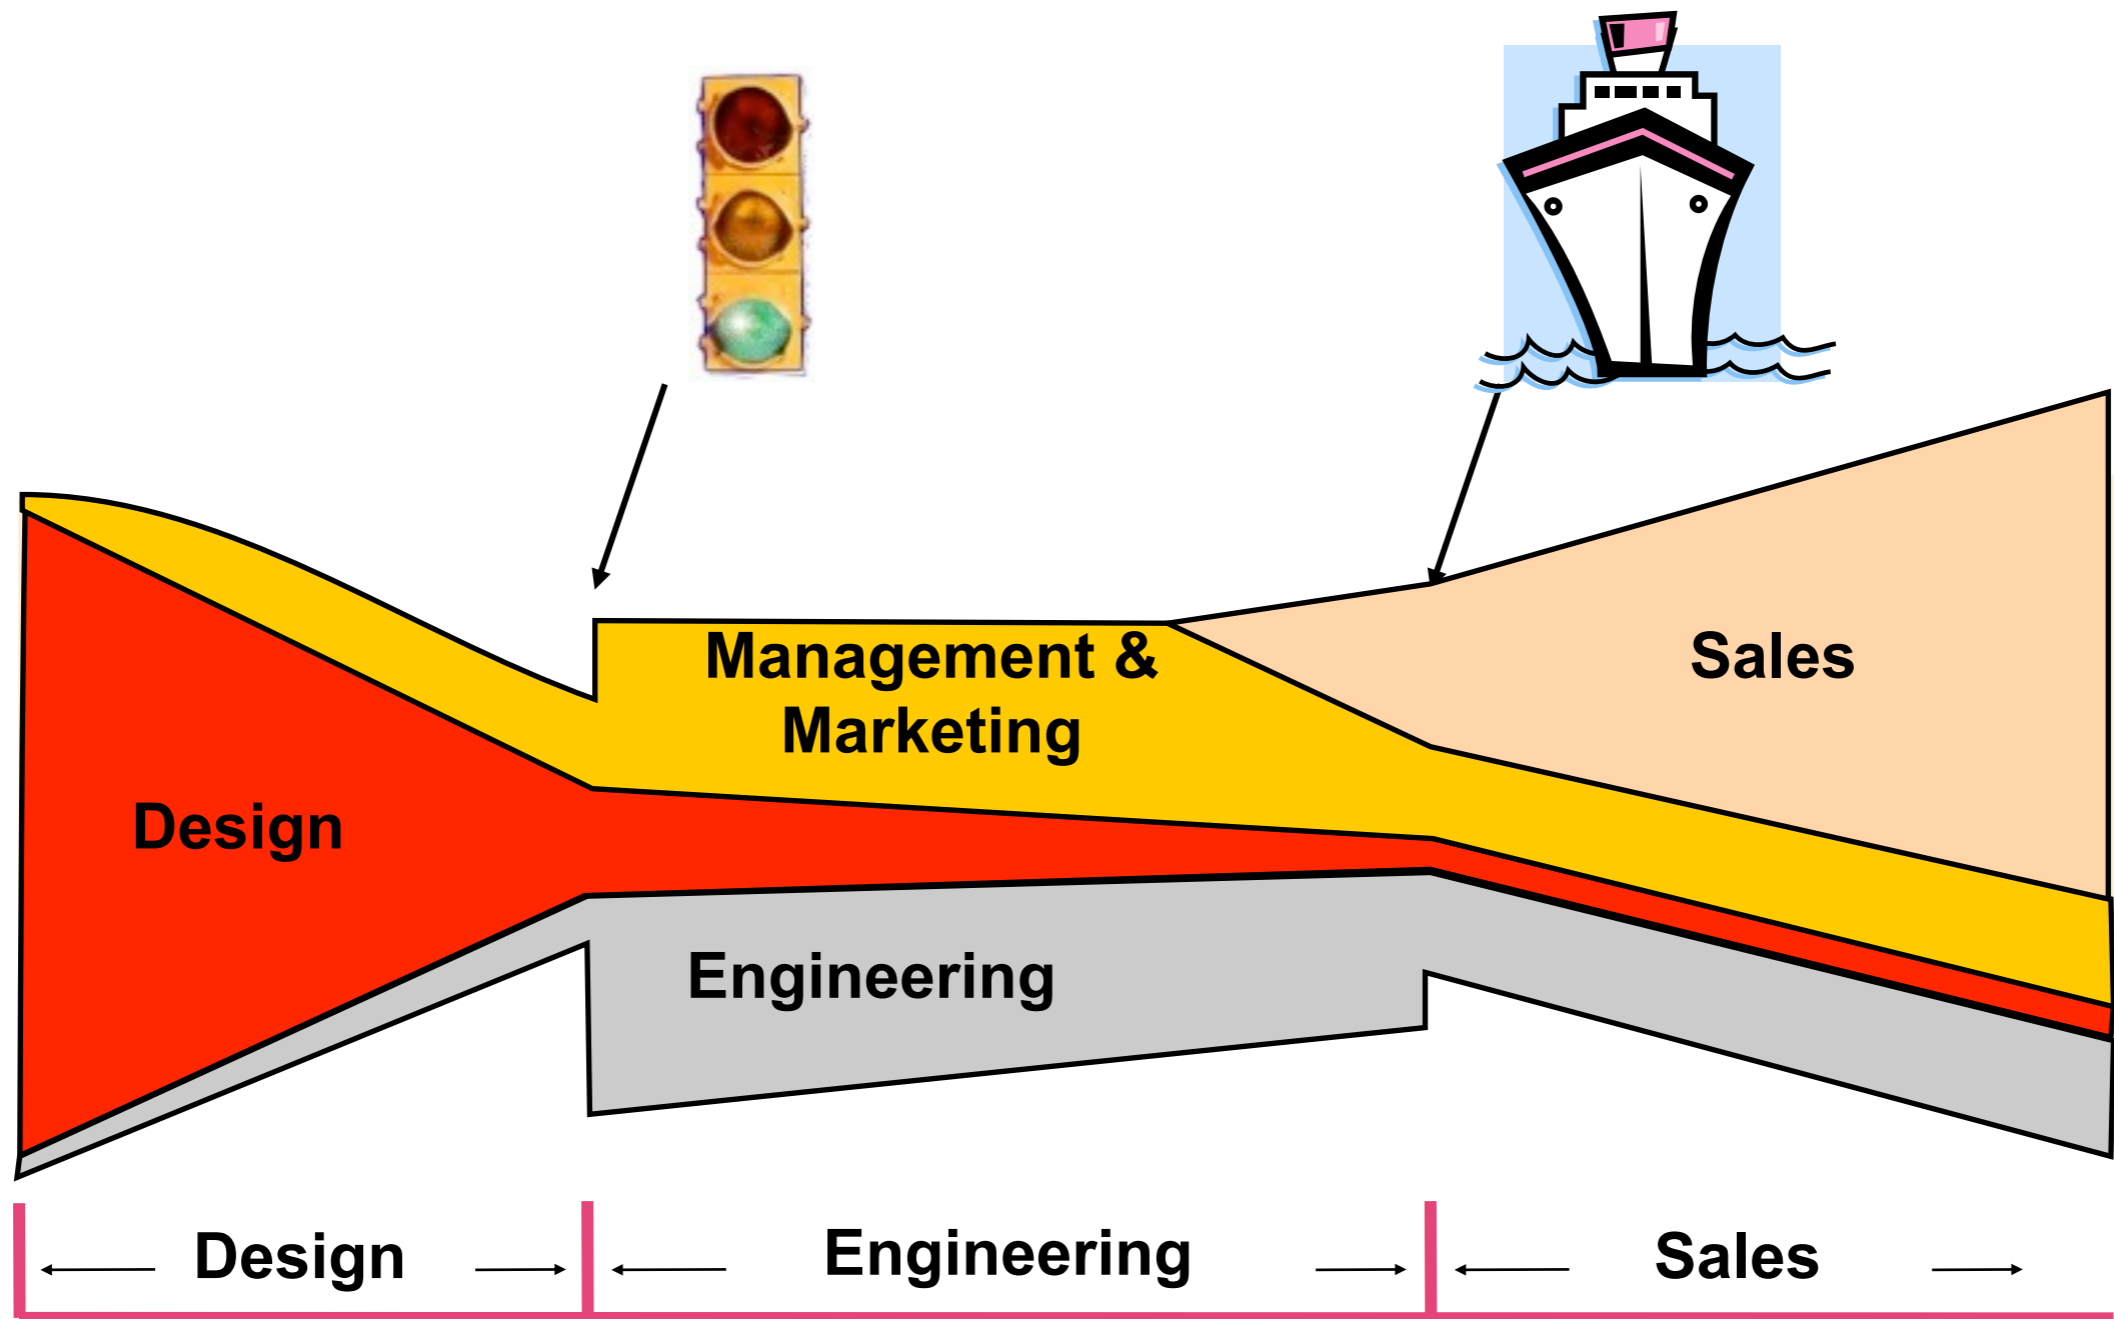 Management &
Marketing
Sales
Design
Engineering
Design
Engineering
Sales